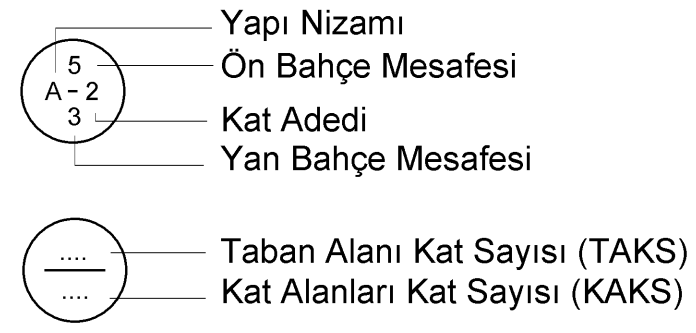 Yapı Nizamı
5
Ön Bahçe Mesafesi
A - 2
3
Kat Adedi
Yan Bahçe Mesafesi
....
Taban Alanı Kat Sayısı (TAKS)
....
Kat Alanları Kat Sayısı (KAKS)